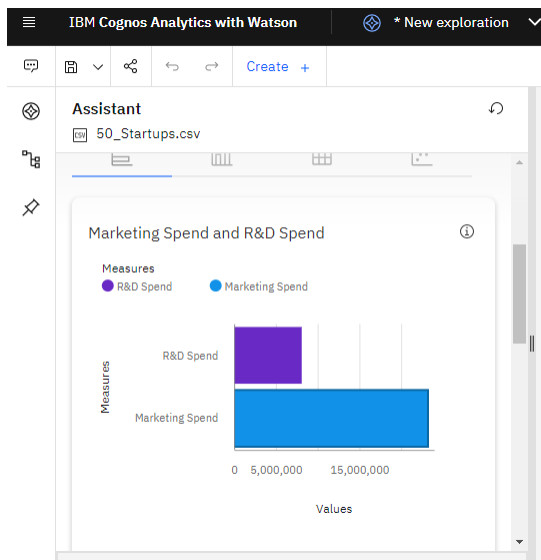 IBM Cognos Analytics with Watson
* New exploration
Create +
Assistant
CSV 50_Startups.csv
Marketing Spend and R&D Spend
Measures
R&D Spend
Marketing Spend
Measures
R&D Spend
Marketing Spend
0 5,000,000 15,000,000
Values